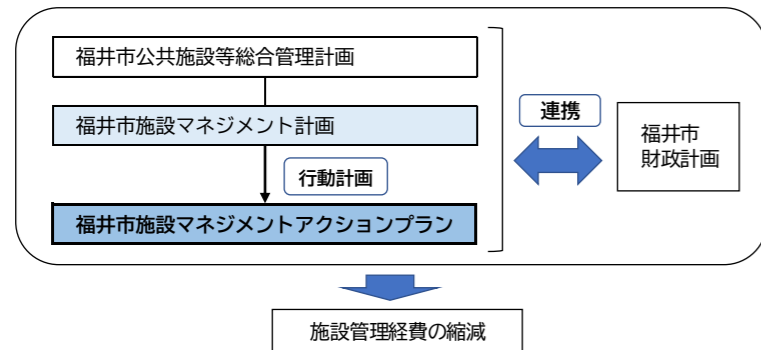 福井市公共施設等総合管理計画
福井市施設マネジメント計画
行動計画
福井市施設マネジメントアクションプラン
連携
福井市
財政計画
施設管理経費の縮減